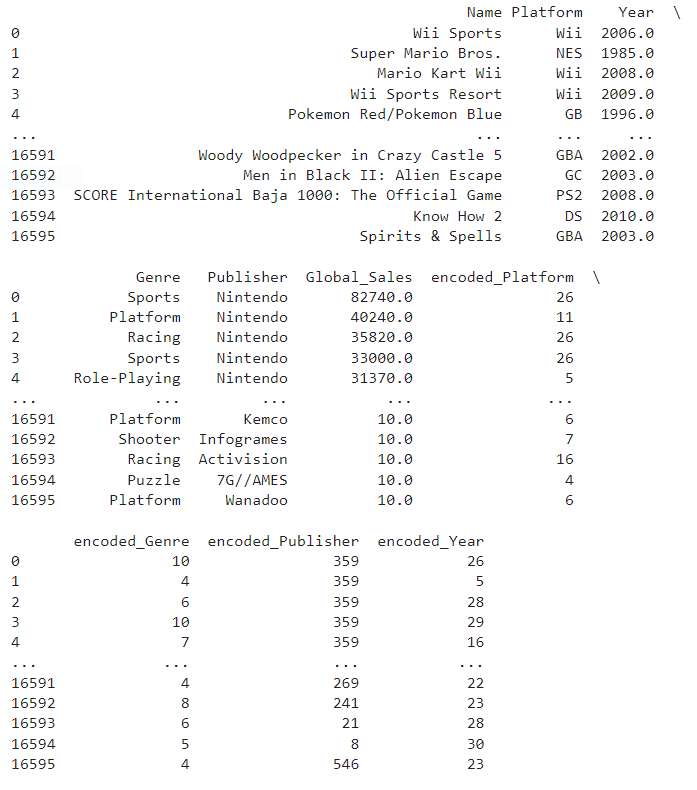 Name Platform Year \
0 Wii Sports Wii 2006.0
1 Super Mario Bros. NES 1985.0
2 Mario Kart Wii Wii 2008.0
3 Wii Sports Resort Wii 2009.0
4 Pokemon Red/Pokemon Blue GB 1996.0
... ... ... ...
16591 Woody Woodpecker in Crazy Castle 5 GBA 2002.0
16592 Men in Black II: Alien Escape GC 2003.0
16593 SCORE International Baja 1000: The Official Game PS2 2008.0
16594 Know How 2 DS 2010.0
16595 Spirits & Spells GBA 2003.0
Genre Publisher Global_Sales encoded_Platform \
0 Sports Nintendo 82740.0 26
1 Platform Nintendo 40240.0 11
2 Racing Nintendo 35820.0 26
3 Sports Nintendo 33000.0 26
4 Role-Playing Nintendo 31370.0 5
... ... ... ... ...
16591 Platform Kemco 10.0 6
16592 Shooter Infogrames 10.0 7
16593 Racing Activision 10.0 16
16594 Puzzle 7G//AMES 10.0 4
16595 Platform Wanadoo 10.0 6
encoded_Genre encoded_Publisher encoded_Year
0 10 359 26
1 4 359 5
2 6 359 28
3 10 359 29
4 7 359 16
... ... ... ...
16591 4 269 22
16592 8 241 23
16593 6 21 28
16594 5 8 30
16595 4 546 23